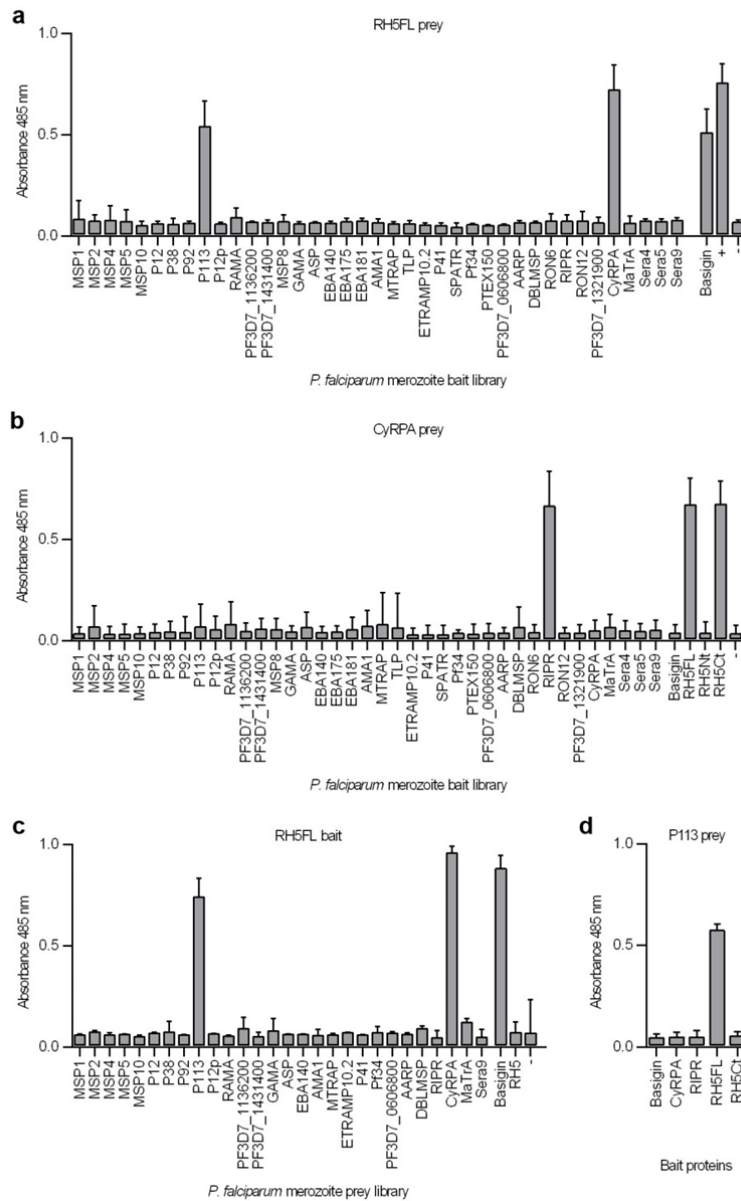 a
RH5FL prey
1.0
0.5
0.0
Absorbance 485 nm
MSP1
MSP2
MSP4
MSP5
MSP10
P12
P38
P92
P113
P12p
RAMA
PF3D7_1136200
PF3D7_1431400
MSP8
GAMA
ASP
EBA140
EBA175
EBA181
AMA1
MTRAP
TLP
ETRAMP10.2
P41
SPATR
Pf34
PTEX150
PF3D7_0606800
AARP
DBLMSP
RON6
RIPR
RON12
PF3D7_1321900
CyRPA
MaTrA
Sera4
Sera5
Sera9
Basigin
+
-
P. falciparum merozoite bait library
b
CyRPA prey
1.0
0.5
0.0
Absorbance 485 nm
MSP1
MSP2
MSP4
MSP5
MSP10
P12
P38
P92
P113
P12p
RAMA
PF3D7_1136200
PF3D7_1431400
MSP8
GAMA
ASP
EBA140
EBA175
EBA181
AMA1
MTRAP
TLP
ETRAMP10.2
P41
SPATR
Pf34
PTEX150
PF3D7_0606800
AARP
DBLMSP
RON6
RIPR
RON12
PF3D7_1321900
CyRPA
MaTrA
Sera4
Sera5
Sera9
Basigin
RH5FL
RH5Nt
RH5Ct
-
P. falciparum merozoite bait library
c
RH5FL bait
1.0
0.5
0.0
Absorbance 485 nm
MSP1
MSP2
MSP4
MSP5
MSP10
P12
P38
P92
P113
P12p
RAMA
PF3D7_1136200
PF3D7_1431400
GAMA
ASP
EBA140
AMA1
MTRAP
ETRAMP10.2
P41
Pf34
PF3D7_0606800
AARP
DBLMSP
RIPR
CyRPA
MaTrA
Sera9
Basigin
RH5
-
P. falciparum merozoite prey library
d
P113 prey
1.0
0.5
0.0
Absorbance 485 nm
Basigin
CyRPA
RIPR
RH5FL
RH5Ct
Bait proteins